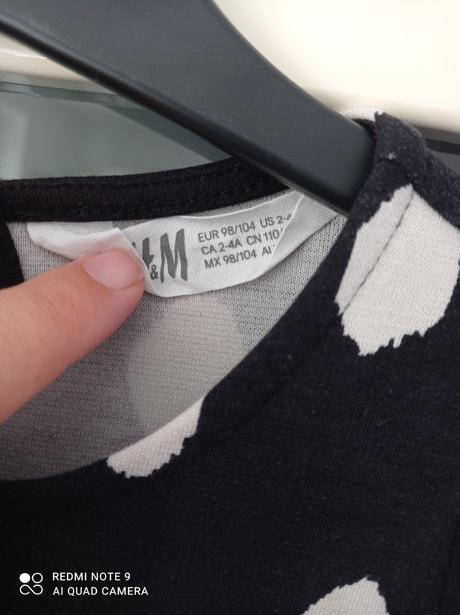 H&M
EUR 98/104 US 2-4
CA 2-4A CN 110
MX 98/104
REDMI NOTE 9
AI QUAD CAMERA